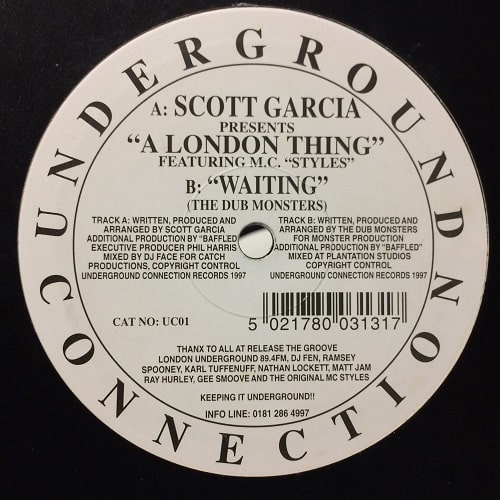 UNDERGROUND
CONNECTION
A: SCOTT GARCIA
PRESENTS
"A LONDON THING"
FEATURING M.C. "STYLES"
B: "WAITING"
(THE DUB MONSTERS)
TRACK A: WRITTEN, PRODUCED AND
ARRANGED BY SCOTT GARCIA
ADDITIONAL PRODUCTION BY "BAFFLED"
EXECUTIVE PRODUCER PHIL HARRIS
MIXED BY DJ FACE FOR CATCH
PRODUCTIONS, COPYRIGHT CONTROL
UNDERGROUND CONNECTION RECORDS 1997
TRACK B: WRITTEN, PRODUCED AND
ARRANGED BY THE DUB MONSTERS
FOR MONSTER PRODUCTION
ADDITIONAL PRODUCTION BY "BAFFLED"
MIXED AT PLANTATION STUDIOS
COPYRIGHT CONTROL
UNDERGROUND CONNECTION RECORDS 1997
CAT NO: UC01
5 021780 031317
THANX TO ALL AT RELEASE THE GROOVE
LONDON UNDERGROUND 89.4FM, DJ FEN, RAMSEY
SPOONEY, KARL TUFFENUFF, NATHAN LOCKETT, MATT JAM
RAY HURLEY, GEE SMOOVE AND THE ORIGINAL MC STYLES
KEEPING IT UNDERGROUND!!
INFO LINE: 0181 286 4997